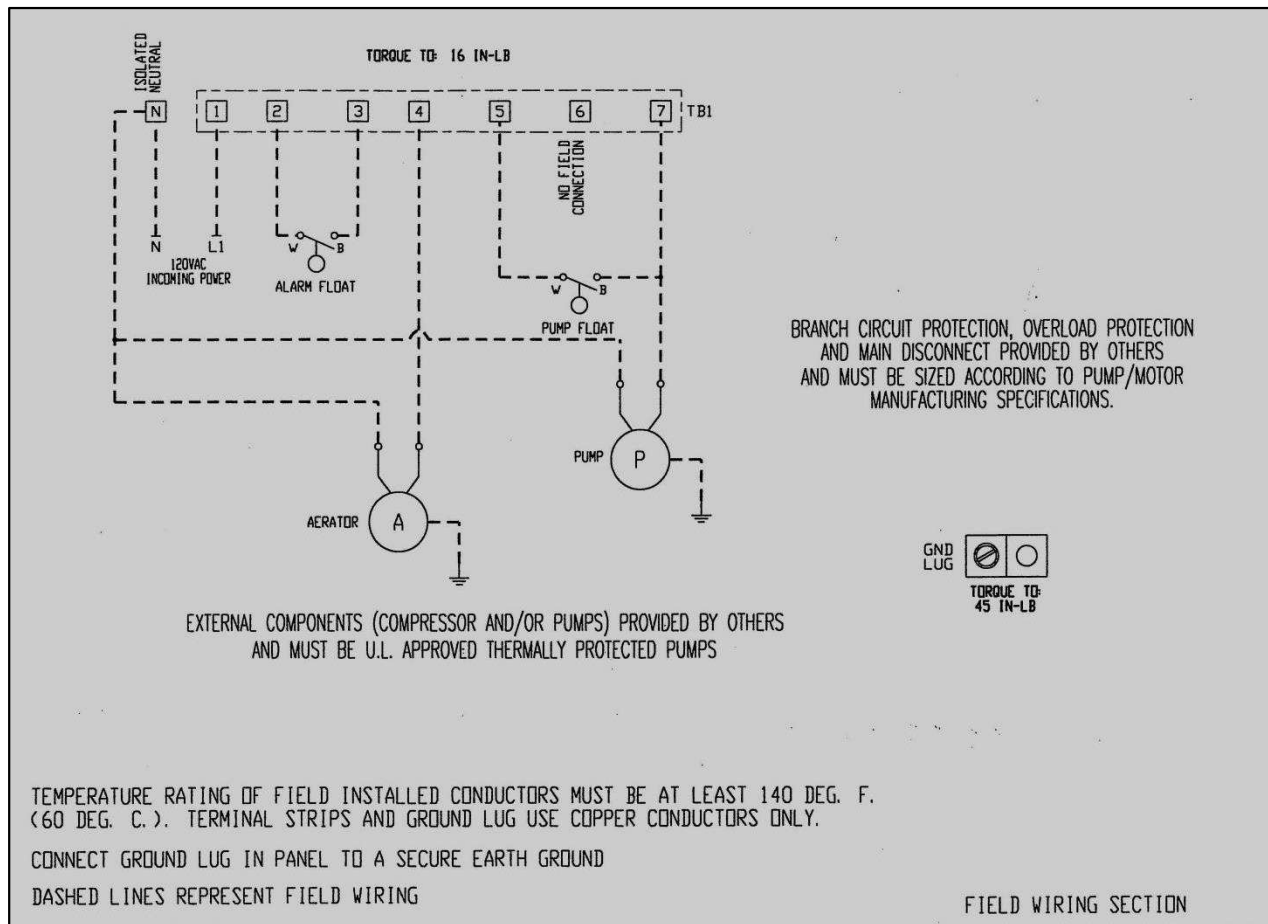 ISOLATED
NEUTRAL
TORQUE TO: 16 IN-LB
N 1 2 3 4 5 6 7 TB1
NO FIELD
CONNECTION
N L1
120VAC
INCOMING POWER
W B
ALARM FLOAT
W B
PUMP FLOAT
BRANCH CIRCUIT PROTECTION, OVERLOAD PROTECTION
AND MAIN DISCONNECT PROVIDED BY OTHERS
AND MUST BE SIZED ACCORDING TO PUMP/MOTOR
MANUFACTURING SPECIFICATIONS.
PUMP P
AERATOR A
GND
LUG
TORQUE TO:
45 IN-LB
EXTERNAL COMPONENTS (COMPRESSOR AND/OR PUMPS) PROVIDED BY OTHERS
AND MUST BE U.L. APPROVED THERMALLY PROTECTED PUMPS
TEMPERATURE RATING OF FIELD INSTALLED CONDUCTORS MUST BE AT LEAST 140 DEG. F.
(60 DEG. C.). TERMINAL STRIPS AND GROUND LUG USE COPPER CONDUCTORS ONLY.
CONNECT GROUND LUG IN PANEL TO A SECURE EARTH GROUND
DASHED LINES REPRESENT FIELD WIRING
FIELD WIRING SECTION